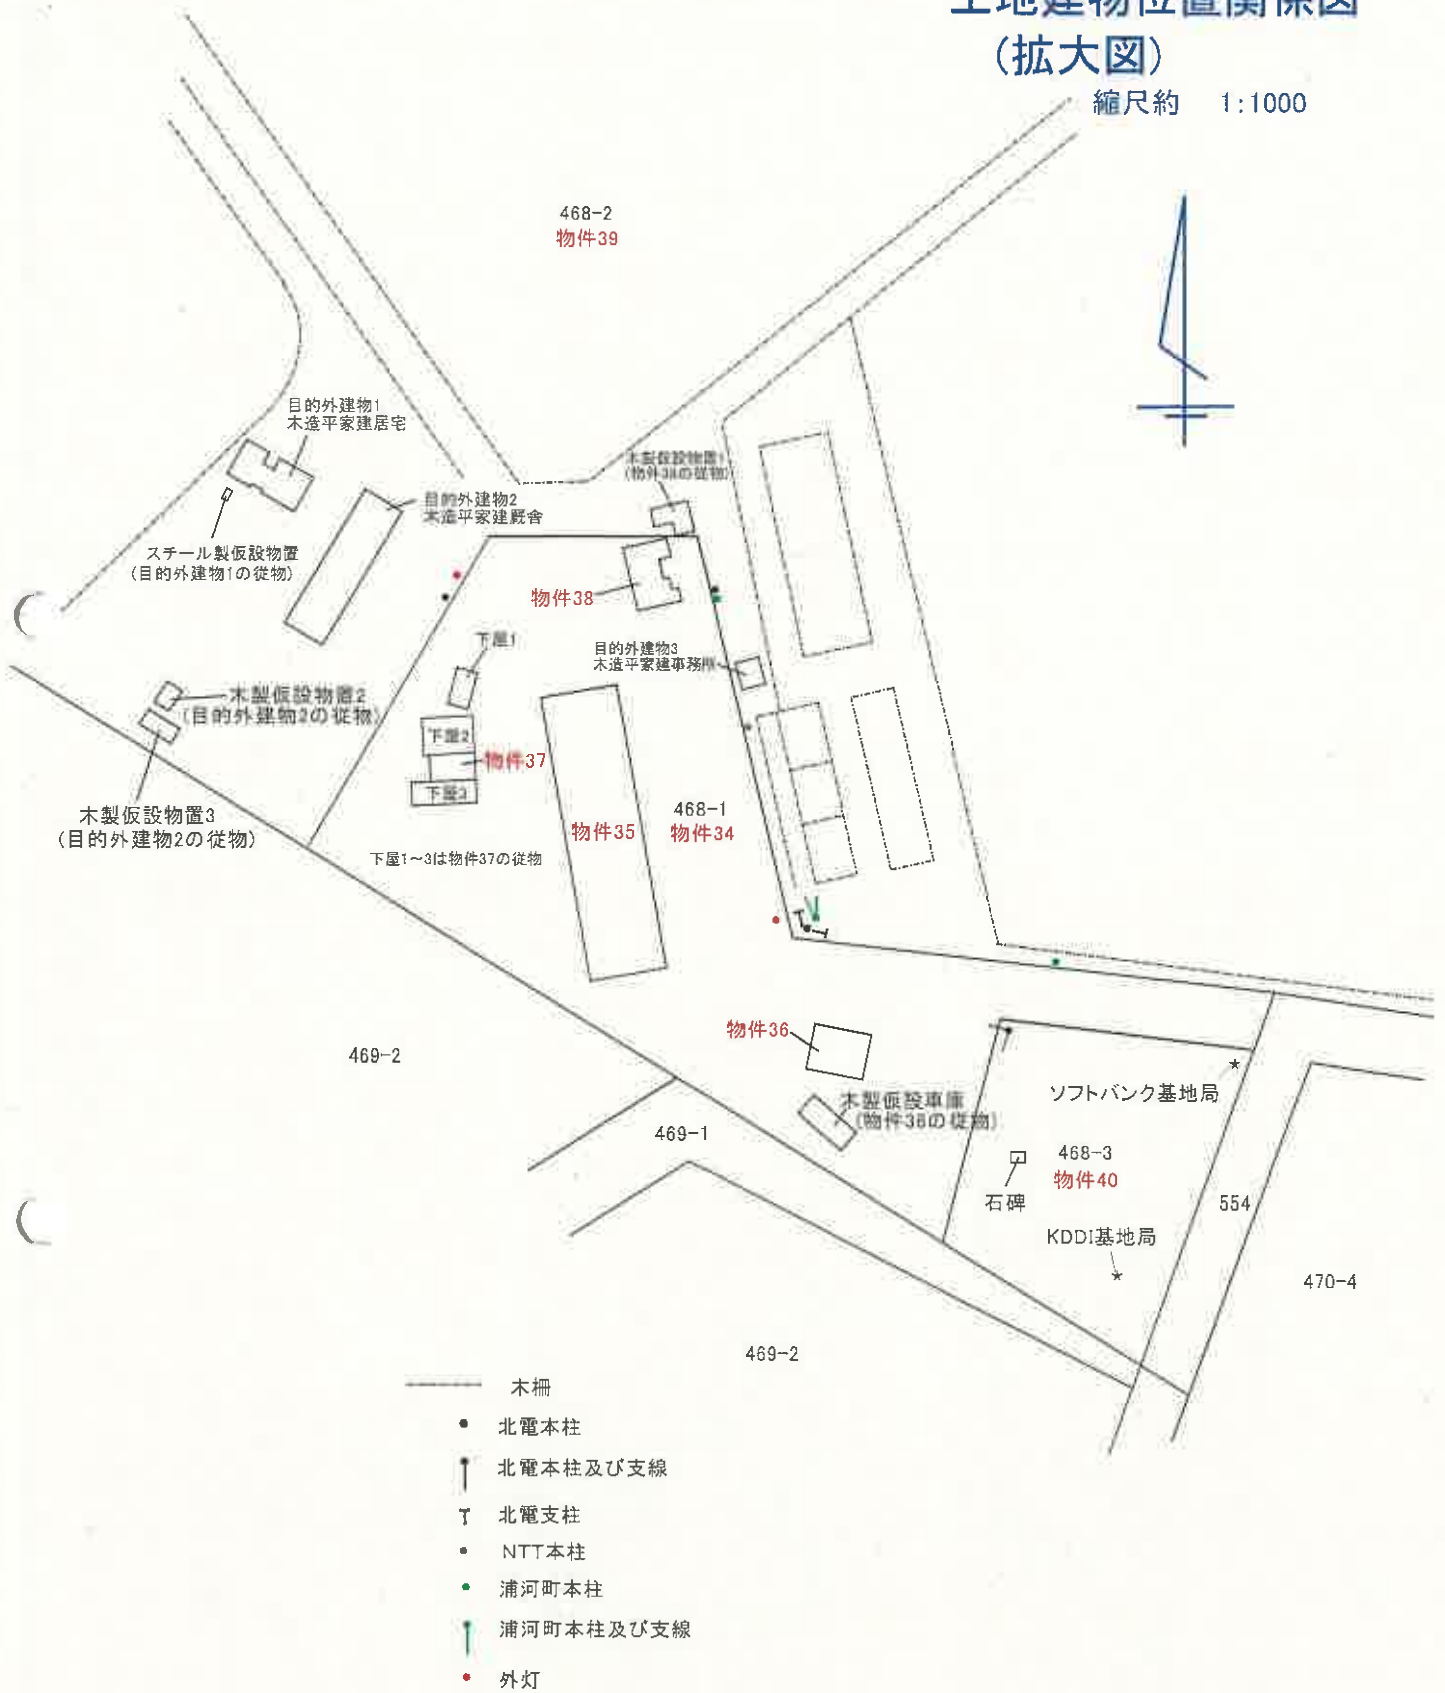 土地建物位置関係図
(拡大図)
縮尺約 1:1000
468-2
物件39
目的外建物1
木造平家建居宅
木製仮設物置1
(物件38の従物)
目的外建物2
木造平家建厩舎
スチール製仮設物置
(目的外建物1の従物)
物件38
下屋1
目的外建物3
木造平家建事務所
木製仮設物置2
(目的外建物2の従物)
下屋2
物件37
下屋3
木製仮設物置3
(目的外建物2の従物)
468-1
物件34
物件35
下屋1~3は物件37の従物
物件36
469-2
ソフトバンク基地局
木製仮設車庫
469-1
468-3
物件40
石碑
554
KDDI基地局
470-4
469-2
木柵
北電本柱
北電本柱及び支線
北電支柱
NTT本柱
浦河町本柱
浦河町本柱及び支線
外灯